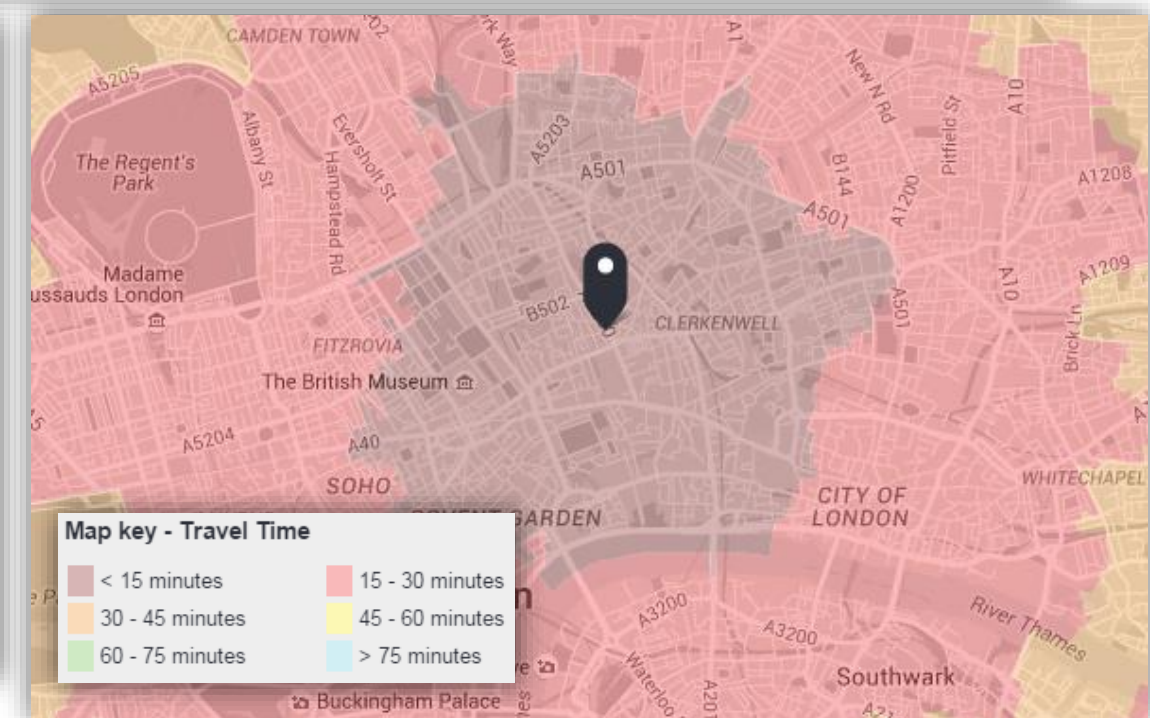 CAMDEN TOWN
A5205
Albany St
Eversholt St
Hampstead Rd
The Regent's
Park
A5203
A501
A1
New N Rd
Pitfield St
A10
B144
A1200
A1208
A501
A1209
Madame
ussauds London
B502
CLERKENWELL
A501
A10
Brick Ln
FITZROVIA
The British Museum
A5204
A40
SOHO
WHITECHAPEL
CITY OF
LONDON
GARDEN
Map key - Travel Time
< 15 minutes
15 - 30 minutes
30 - 45 minutes
45 - 60 minutes
60 - 75 minutes
> 75 minutes
A3200
A3200
River Thames
Waterloo
A201
Southwark
Buckingham Palace